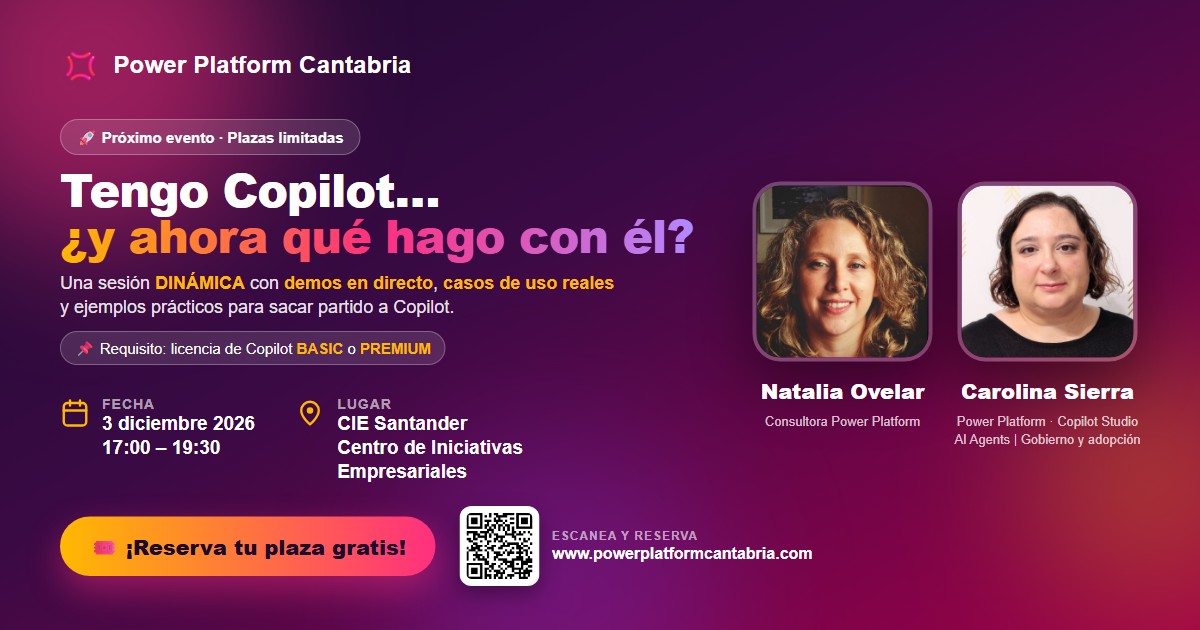 Power Platform Cantabria
🚀 Próximo evento · Plazas limitadas
Tengo Copilot...
¿y ahora qué hago con él?
Una sesión DINÁMICA con demos en directo, casos de uso reales
y ejemplos prácticos para sacar partido a Copilot.
📌 Requisito: licencia de Copilot BASIC o PREMIUM
FECHA
3 diciembre 2026
17:00 – 19:30
LUGAR
CIE Santander
Centro de Iniciativas
Empresariales
🎟️ ¡Reserva tu plaza gratis!
ESCANEA Y RESERVA
www.powerplatformcantabria.com
Natalia Ovelar
Consultora Power Platform
Carolina Sierra
Power Platform · Copilot Studio
AI Agents | Gobierno y adopción